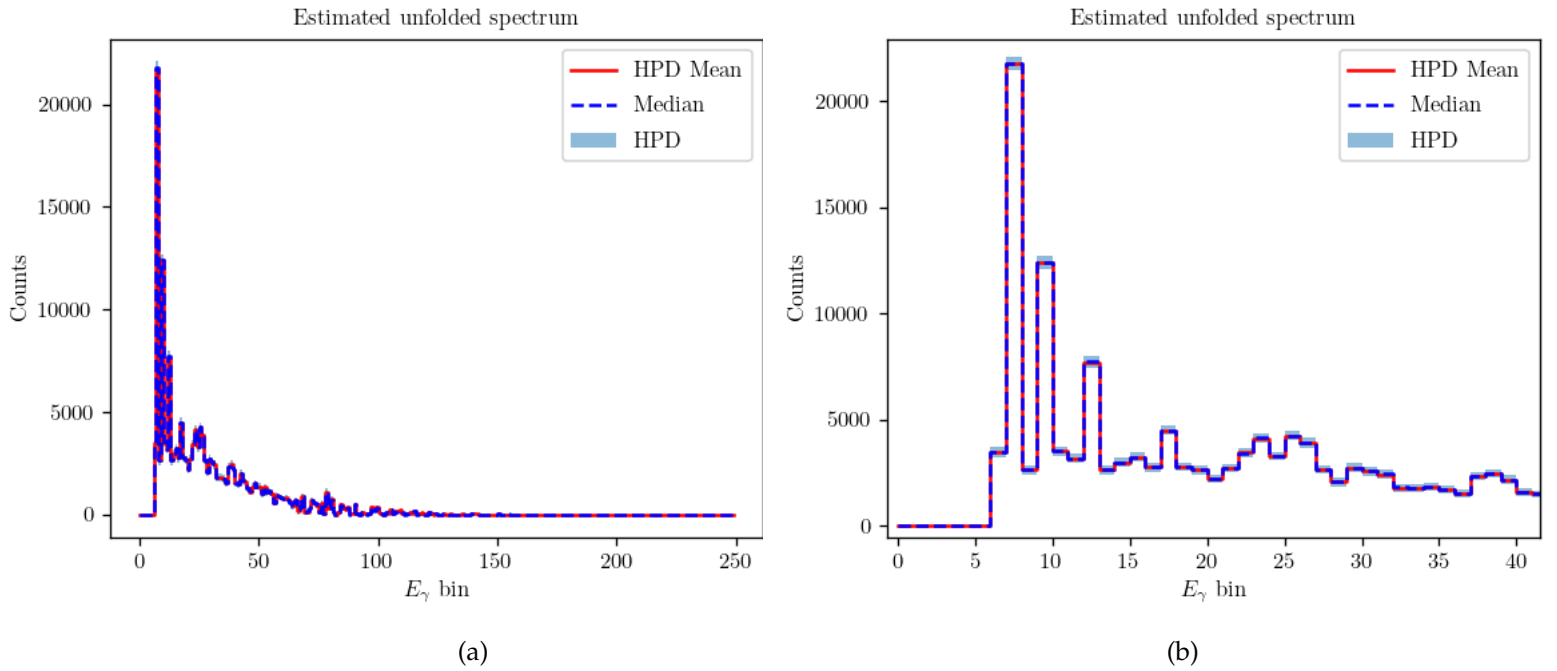 Estimated unfolded spectrum
HPD Mean
Median
HPD
20000
15000
10000
5000
0
Counts
0
50
100
150
200
250
E_γ bin
(a)
Estimated unfolded spectrum
HPD Mean
Median
HPD
20000
15000
10000
5000
0
Counts
0
5
10
15
20
25
30
35
40
E_γ bin
(b)